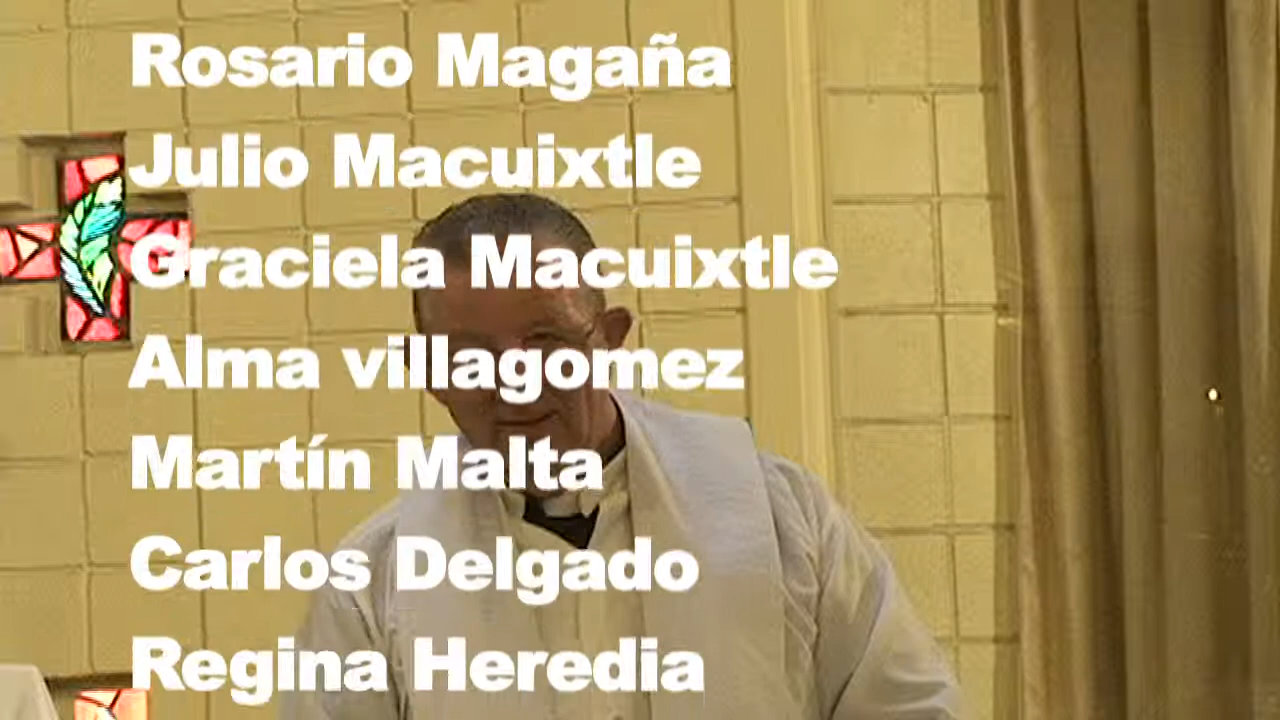 Rosario Magaña
Julio Macuixtle
Graciela Macuixtle
Alma villagomez
Martín Malta
Carlos Delgado
Regina Heredia